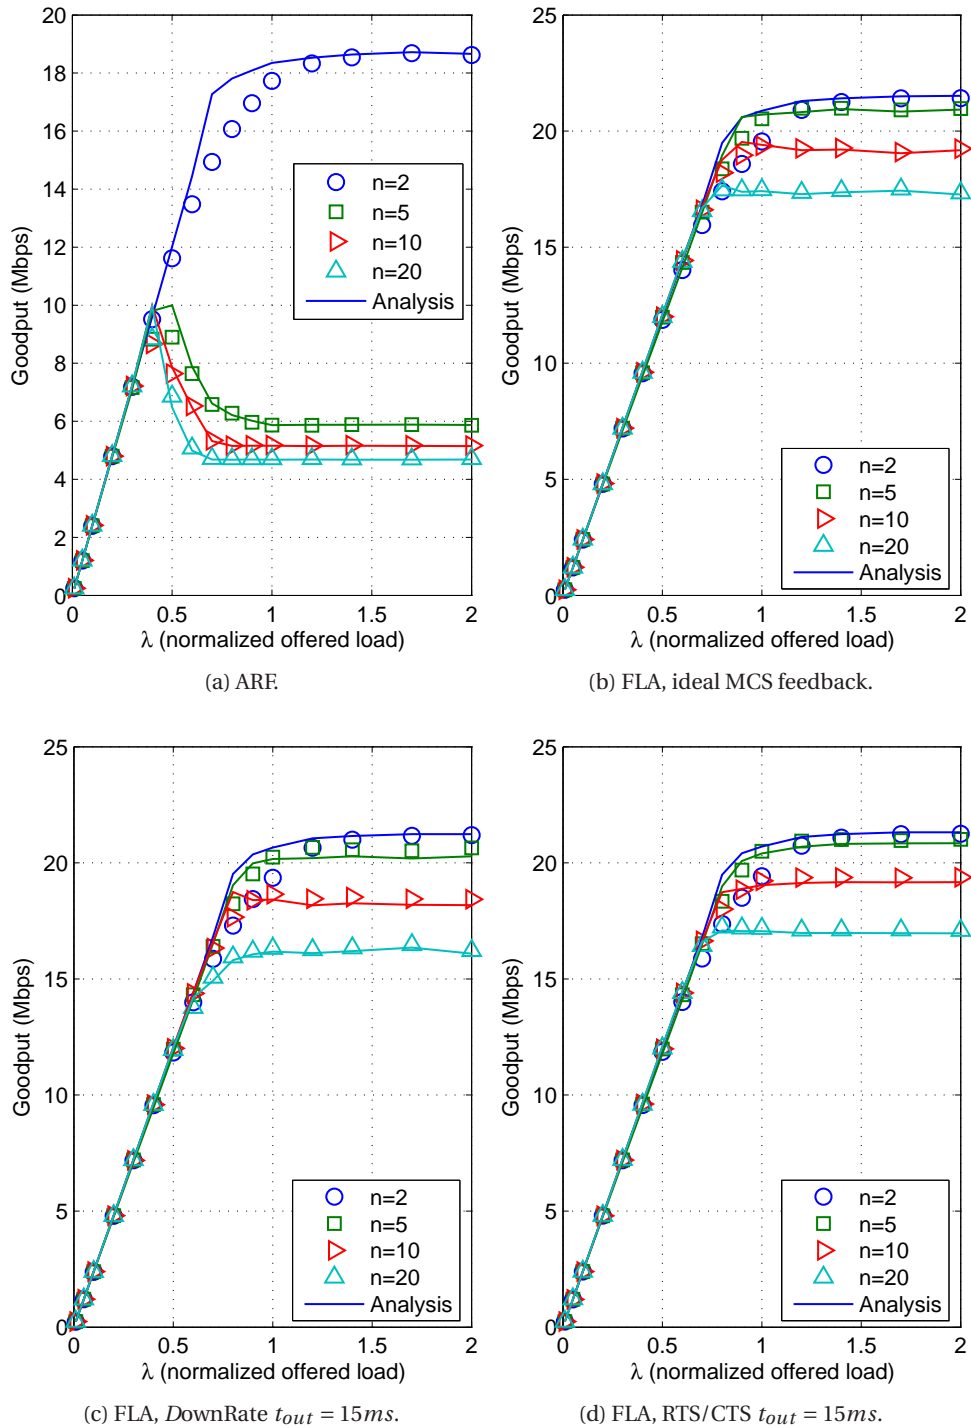 20
18
16
14
12
10
8
6
4
2
0
Goodput (Mbps)
n=2
n=5
n=10
n=20
Analysis
0 0.5 1 1.5 2
λ (normalized offered load)
(a) ARF.
25
20
15
10
5
0
Goodput (Mbps)
n=2
n=5
n=10
n=20
Analysis
0 0.5 1 1.5 2
λ (normalized offered load)
(b) FLA, ideal MCS feedback.
25
20
15
10
5
0
Goodput (Mbps)
n=2
n=5
n=10
n=20
Analysis
0 0.5 1 1.5 2
λ (normalized offered load)
(c) FLA, DownRate t_out = 15ms.
25
20
15
10
5
0
Goodput (Mbps)
n=2
n=5
n=10
n=20
Analysis
0 0.5 1 1.5 2
λ (normalized offered load)
(d) FLA, RTS/CTS t_out = 15ms.